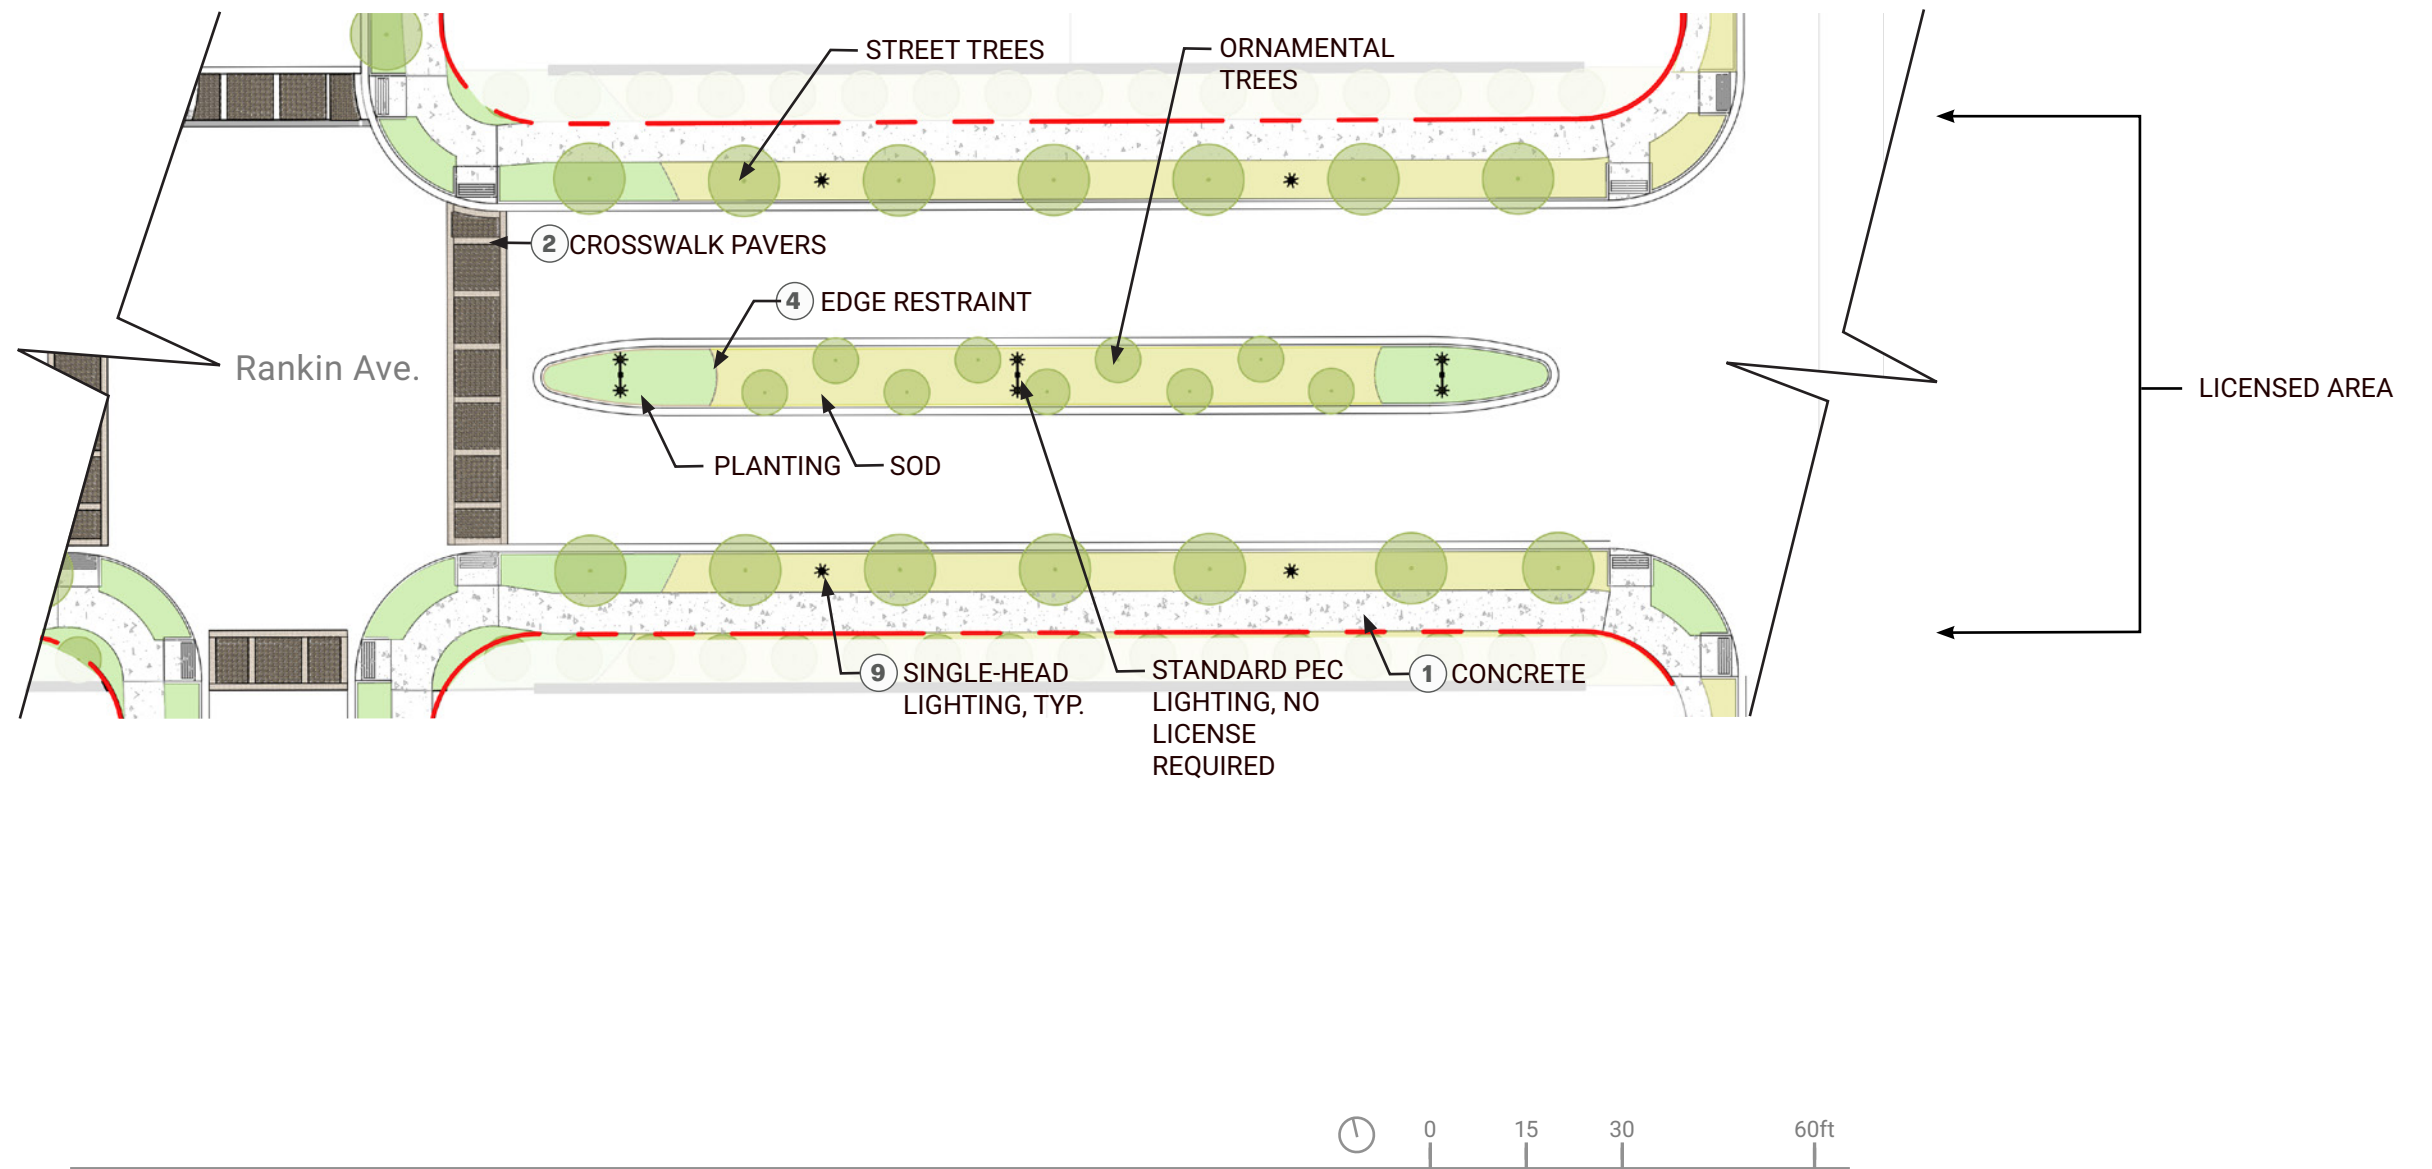 STREET TREES
ORNAMENTAL
TREES
2 CROSSWALK PAVERS
4 EDGE RESTRAINT
Rankin Ave.
LICENSED AREA
PLANTING
SOD
9 SINGLE-HEAD
LIGHTING, TYP.
STANDARD PEC
LIGHTING, NO
LICENSE
REQUIRED
1 CONCRETE
0 15 30 60ft